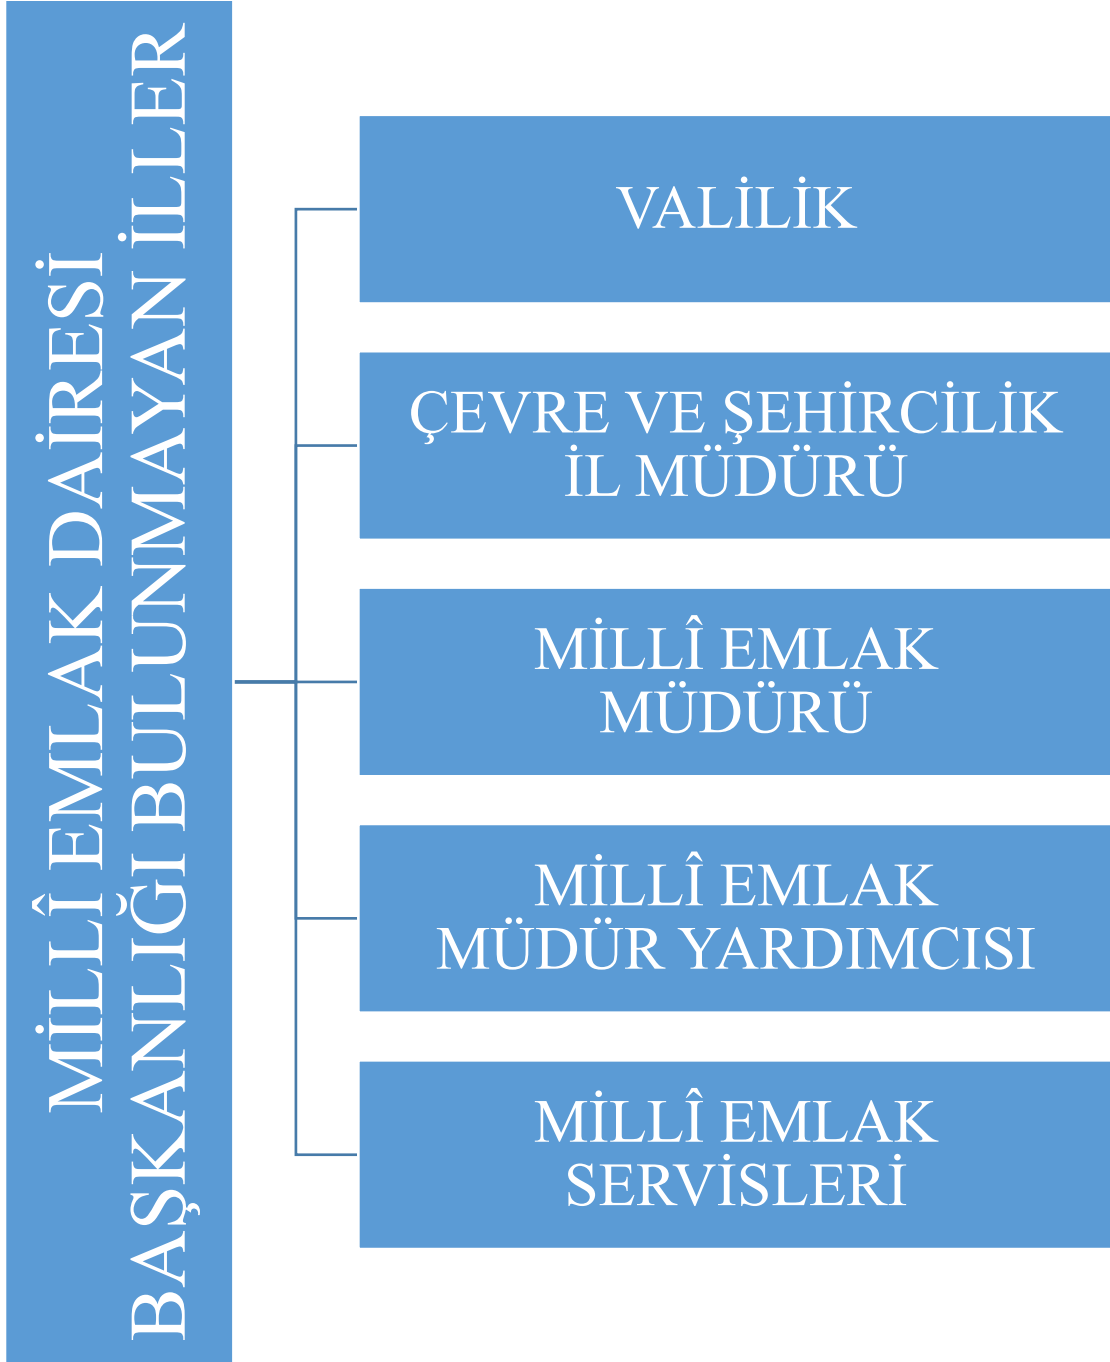 MİLLÎ EMLAK DAİRESİ
BAŞKANLIĞI BULUNMAYAN İLLER
VALİLİK
ÇEVRE VE ŞEHİRCİLİK
İL MÜDÜRÜ
MİLLÎ EMLAK
MÜDÜRÜ
MİLLÎ EMLAK
MÜDÜR YARDIMCISI
MİLLÎ EMLAK
SERVİSLERİ